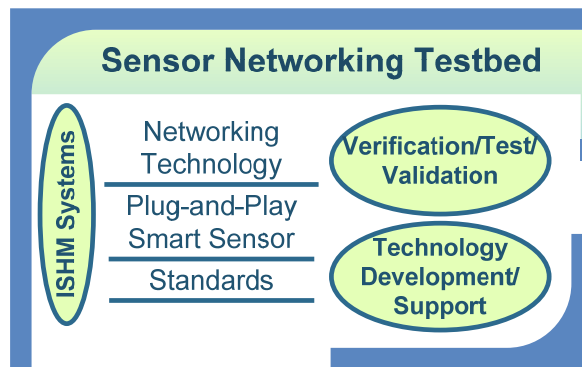 Sensor Networking Testbed
ISHM Systems
Networking
Technology
Plug-and-Play
Smart Sensor
Standards
Verification/Test/
Validation
Technology
Development/
Support